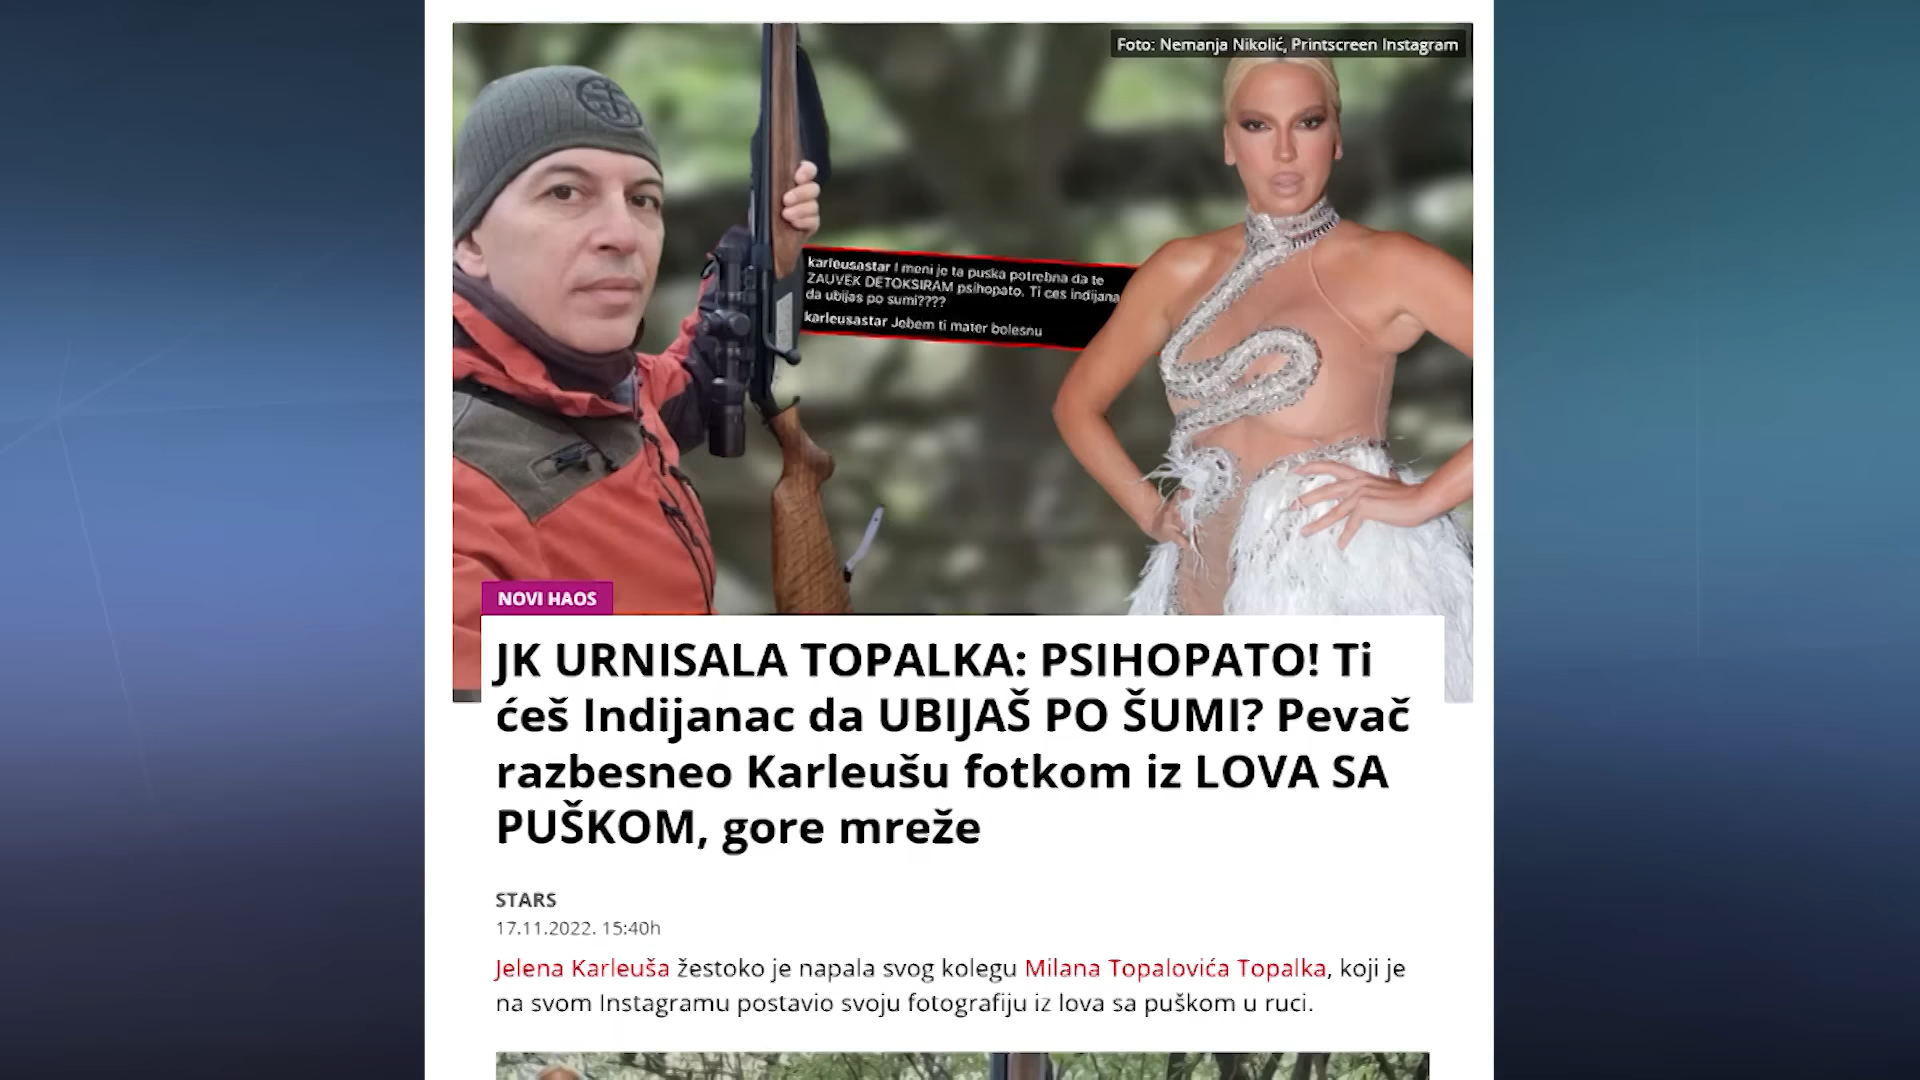 Foto: Nemanja Nikolić, Printscreen Instagram
karleusastar I meni je ta puska potrebna da te
ZAUVEK DETOKSIRAM psihopato. Ti ces indijana
da ubijas po sumi????
karleusastar Jebem ti mater bolesnu
NOVI HAOS
JK URNISALA TOPALKA: PSIHOPATO! Ti
ćeš Indijanac da UBIJAŠ PO ŠUMI? Pevač
razbesneo Karleušu fotkom iz LOVA SA
PUŠKOM, gore mreže
STARS
17.11.2022. 15:40h
Jelena Karleuša žestoko je napala svog kolegu Milana Topalovića Topalka, koji je
na svom Instagramu postavio svoju fotografiju iz lova sa puškom u ruci.